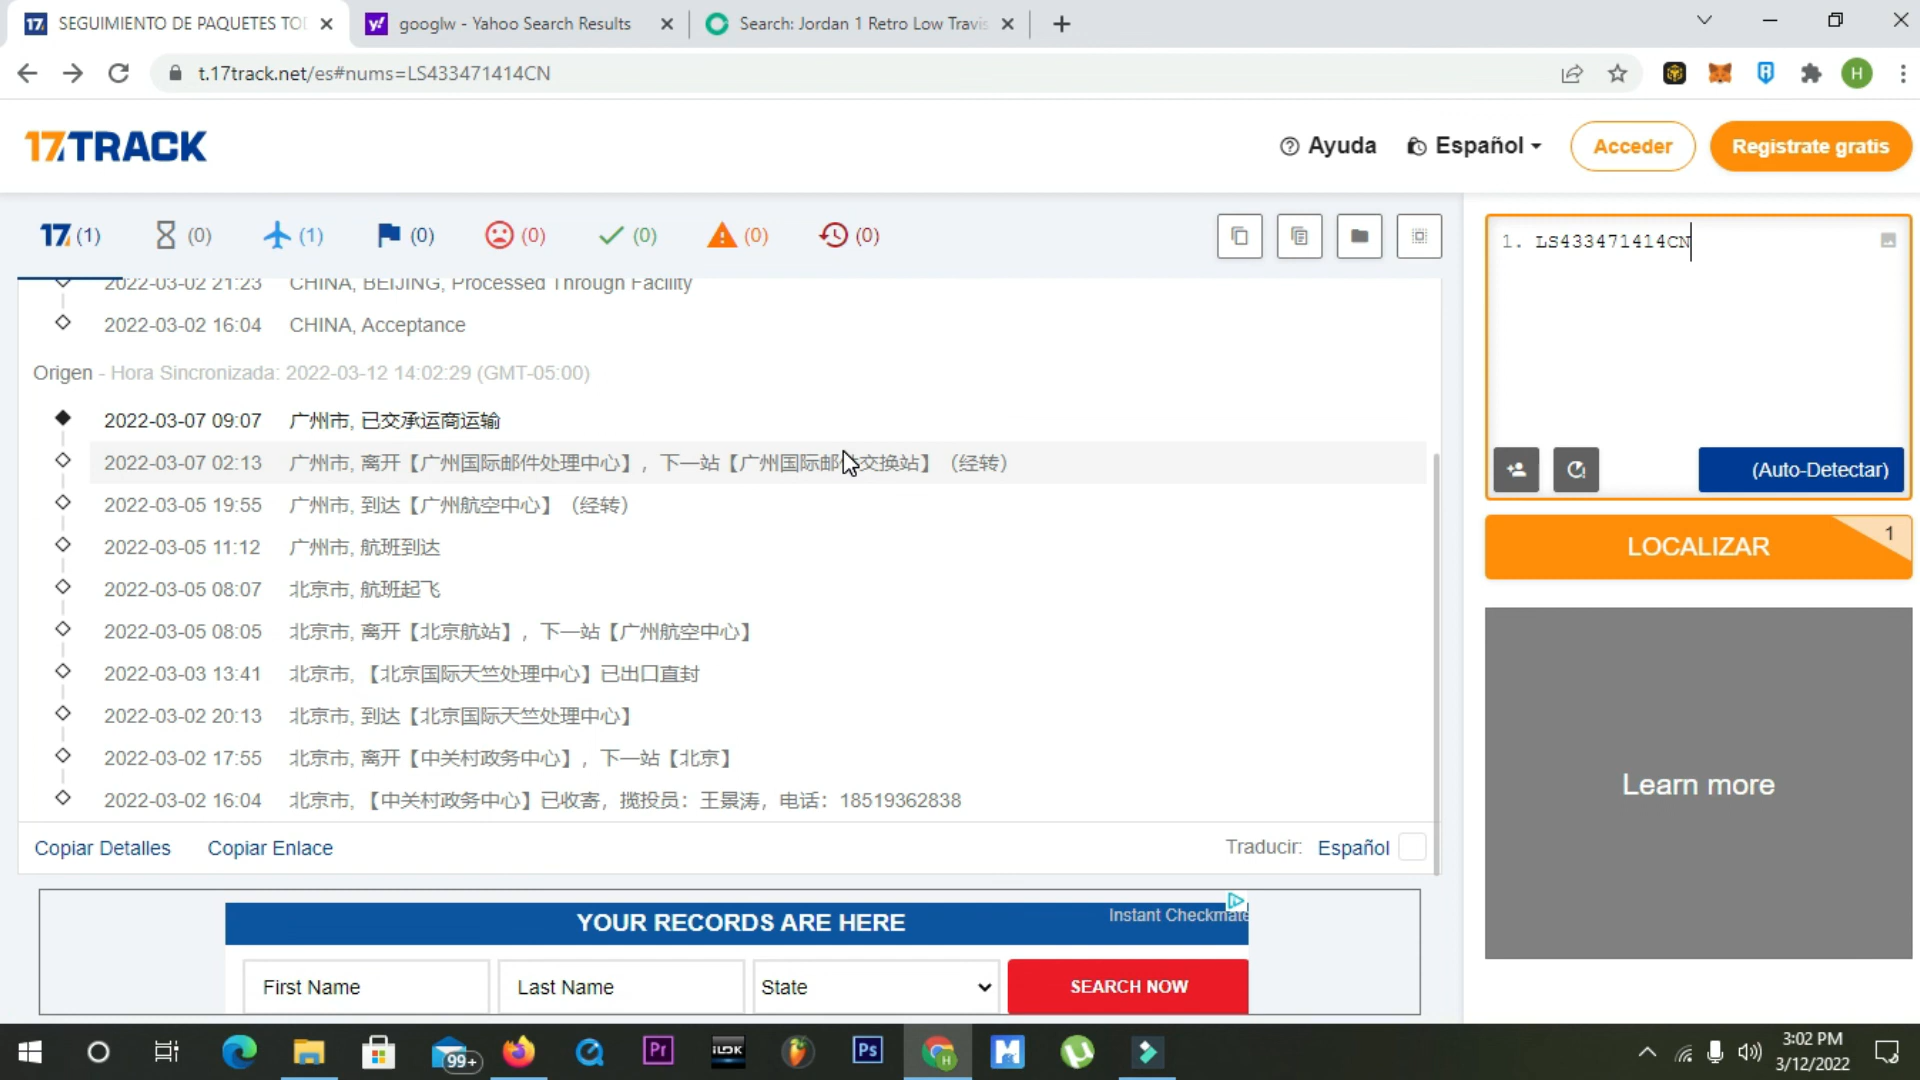 SEGUIMIENTO DE PAQUETES TOD
googlw - Yahoo Search Results
Search: Jordan 1 Retro Low Travis
t.17track.net/es#nums=LS433471414CN
H
17TRACK
Ayuda
Español
Acceder
Registrate gratis
17 (1)
(0)
(1)
(0)
(0)
(0)
(0)
(0)
1. LS433471414CN
(Auto-Detectar)
LOCALIZAR
1
Learn more
2022-03-02 21:23 CHINA, BEIJING, Processed Through Facility
2022-03-02 16:04 CHINA, Acceptance
Origen - Hora Sincronizada: 2022-03-12 14:02:29 (GMT-05:00)
2022-03-07 09:07 广州市, 已交承运商运输
2022-03-07 02:13 广州市, 离开【广州国际邮件处理中心】，下一站【广州国际邮件交换站】（经转）
2022-03-05 19:55 广州市, 到达【广州航空中心】（经转）
2022-03-05 11:12 广州市, 航班到达
2022-03-05 08:07 北京市, 航班起飞
2022-03-05 08:05 北京市, 离开【北京航站】，下一站【广州航空中心】
2022-03-03 13:41 北京市, 【北京国际天竺处理中心】已出口直封
2022-03-02 20:13 北京市, 到达【北京国际天竺处理中心】
2022-03-02 17:55 北京市, 离开【中关村政务中心】，下一站【北京】
2022-03-02 16:04 北京市, 【中关村政务中心】已收寄，揽投员：王景涛，电话：18519362838
Copiar Detalles Copiar Enlace Traducir: Español
YOUR RECORDS ARE HERE
Instant Checkmate
First Name Last Name State SEARCH NOW
99+
Pr
Ps
H
3:02 PM
3/12/2022